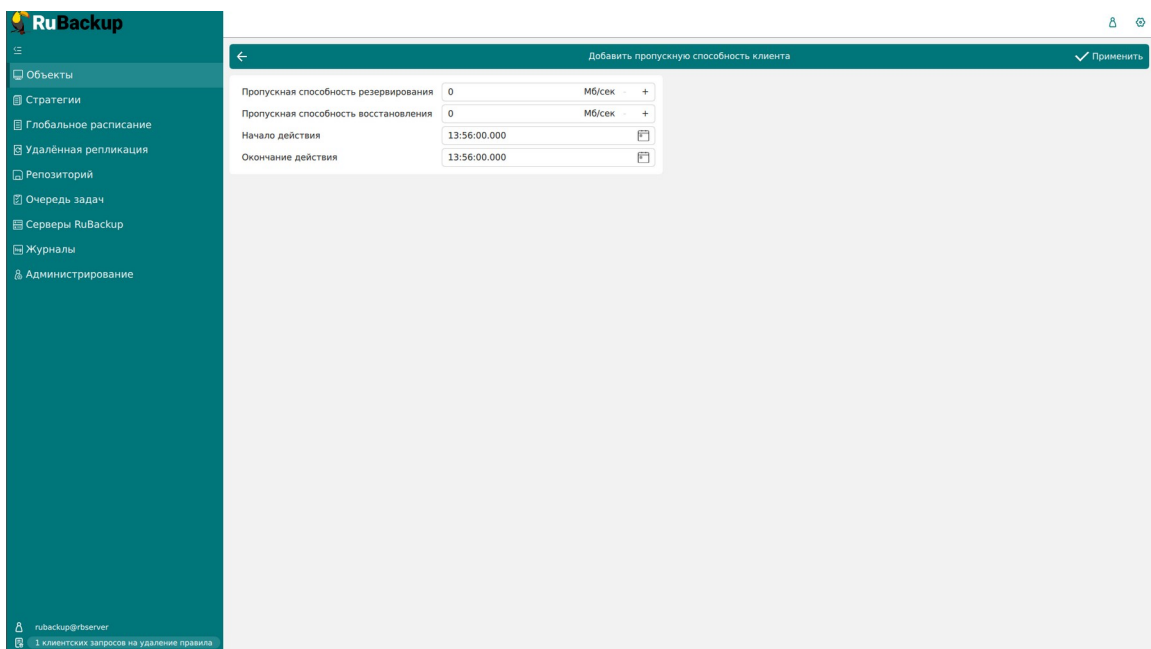 RuBackup
Объекты
Стратегии
Глобальное расписание
Удалённая репликация
Репозиторий
Очередь задач
Серверы RuBackup
Журналы
Администрирование
rubackup@rbserver
1 клиентских запросов на удаление правила
Добавить пропускную способность клиента
Применить
Пропускная способность резервирования 0 Мб/сек - +
Пропускная способность восстановления 0 Мб/сек - +
Начало действия 13:56:00.000
Окончание действия 13:56:00.000